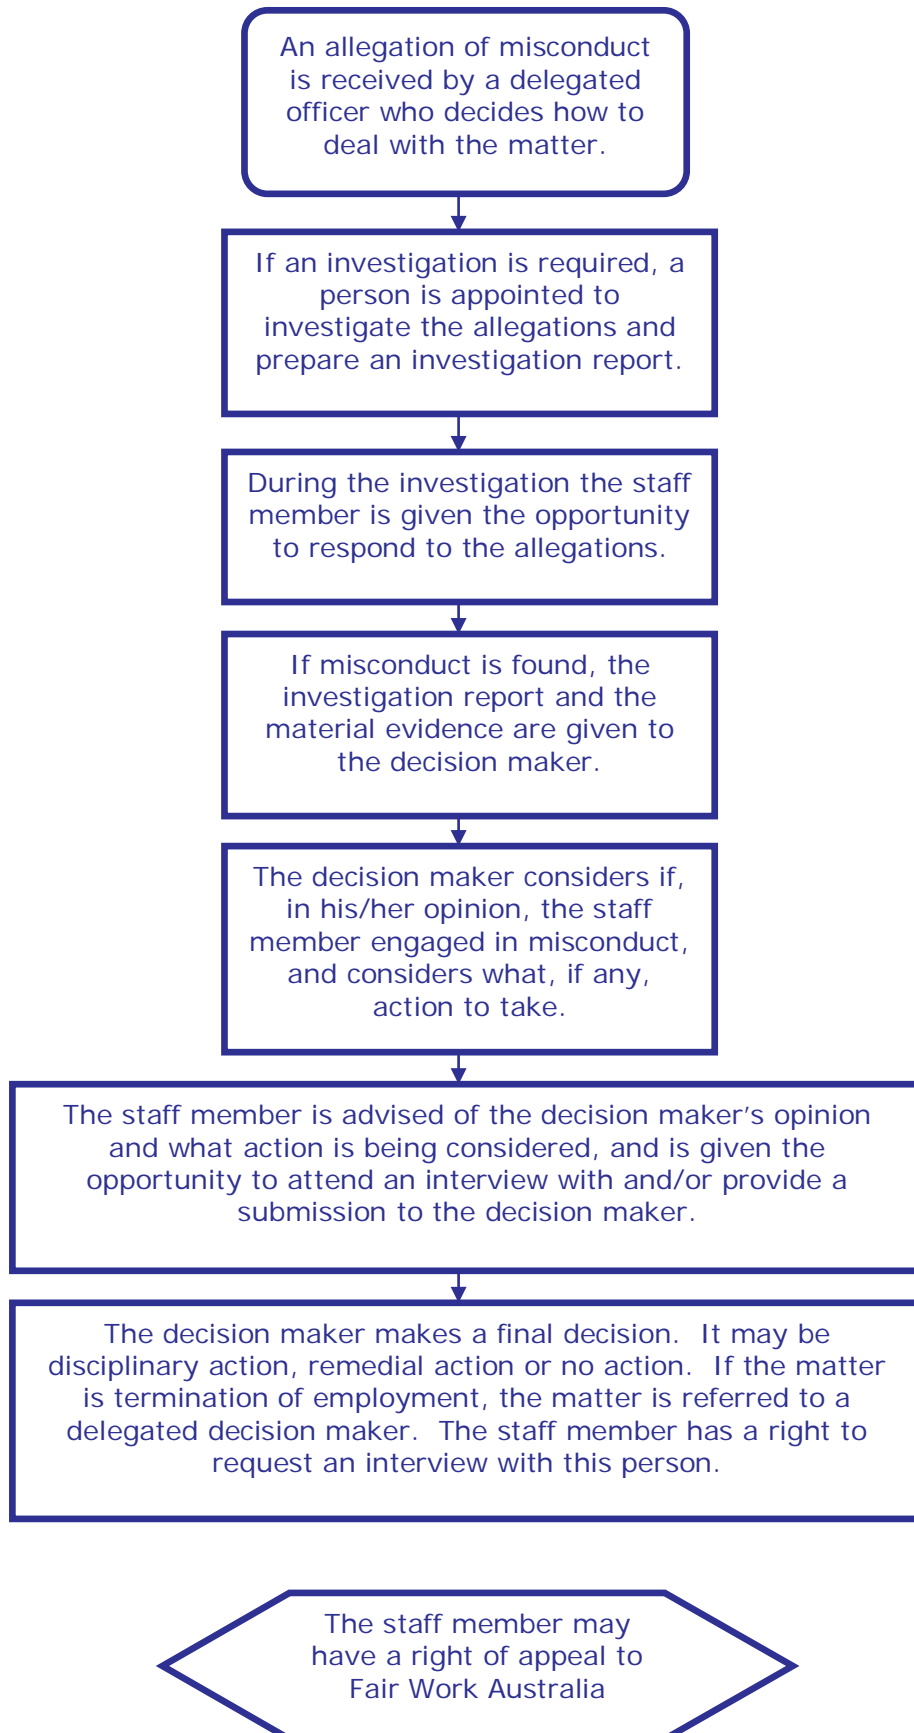 An allegation of misconduct
is received by a delegated
officer who decides how to
deal with the matter.
If an investigation is required, a
person is appointed to
investigate the allegations and
prepare an investigation report.
During the investigation the staff
member is given the opportunity
to respond to the allegations.
If misconduct is found, the
investigation report and the
material evidence are given to
the decision maker.
The decision maker considers if,
in his/her opinion, the staff
member engaged in misconduct,
and considers what, if any,
action to take.
The staff member is advised of the decision maker’s opinion
and what action is being considered, and is given the
opportunity to attend an interview with and/or provide a
submission to the decision maker.
The decision maker makes a final decision.  It may be
disciplinary action, remedial action or no action.  If the matter
is termination of employment, the matter is referred to a
delegated decision maker.  The staff member has a right to
request an interview with this person.
The staff member may
have a right of appeal to
Fair Work Australia